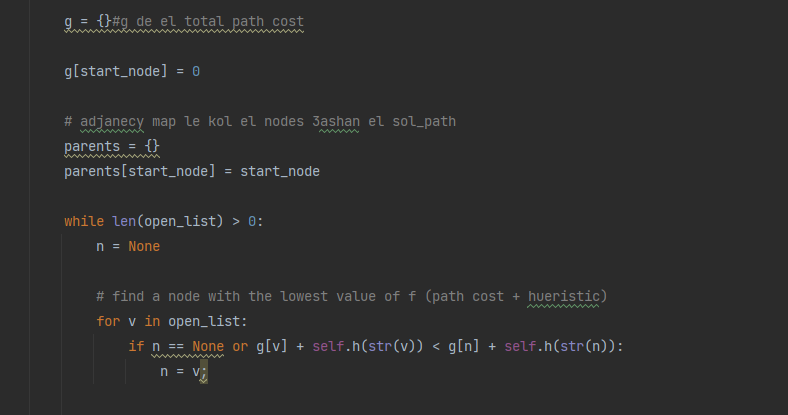 g = {}#g de el total path cost
g[start_node] = 0
# adjanecy map le kol el nodes 3ashan el sol_path
parents = {}
parents[start_node] = start_node
while len(open_list) > 0:
n = None
# find a node with the lowest value of f (path cost + hueristic)
for v in open_list:
if n == None or g[v] + self.h(str(v)) < g[n] + self.h(str(n)):
n = v;